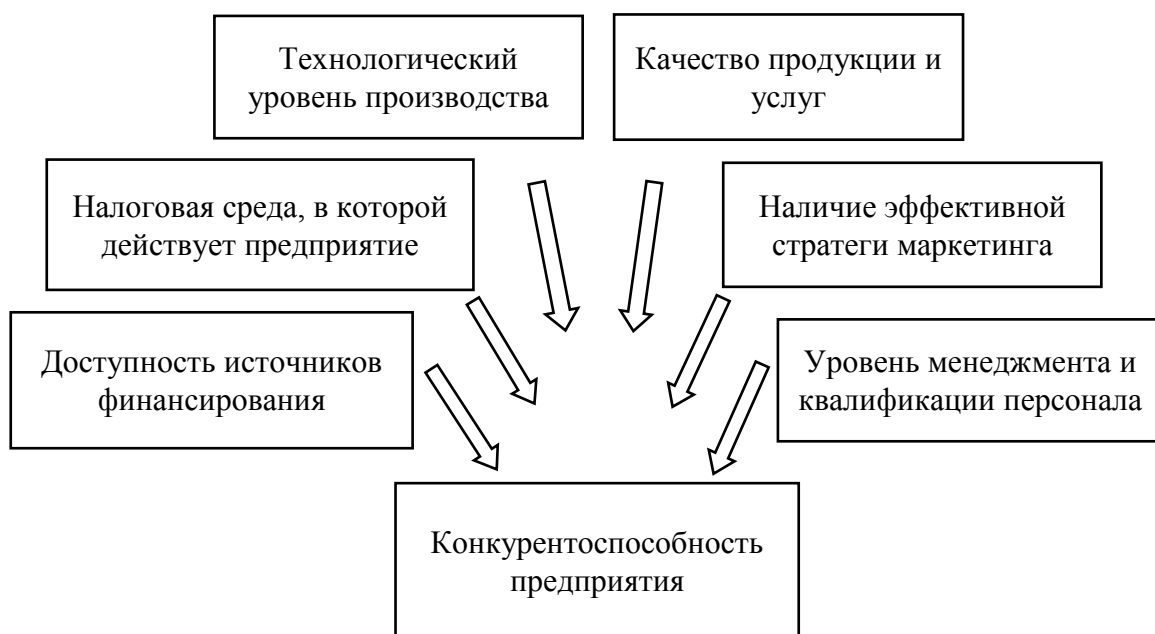 Технологический
уровень производства
Качество продукции и
услуг
Налоговая среда, в которой
действует предприятие
Наличие эффективной
стратеги маркетинга
Доступность источников
финансирования
Уровень менеджмента и
квалификации персонала
Конкурентоспособность
предприятия